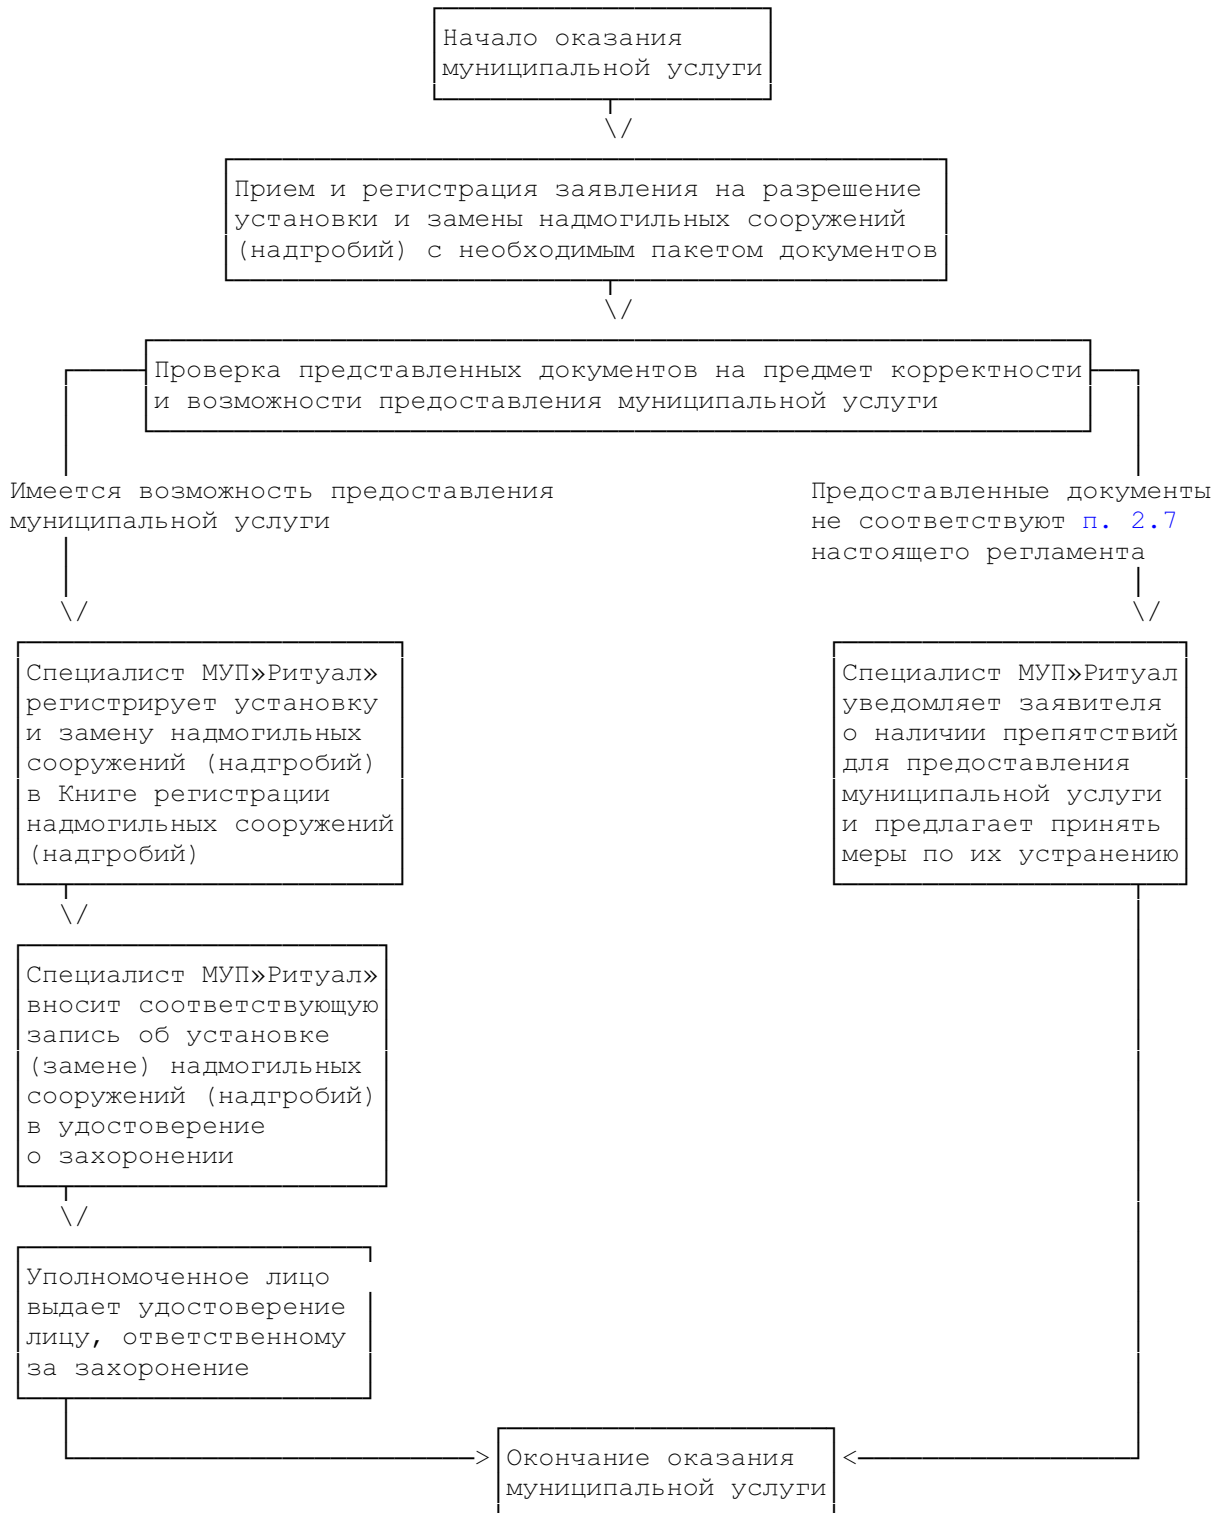 Начало оказания
муниципальной услуги
\/
Прием и регистрация заявления на разрешение
установки и замены надмогильных сооружений
(надгробий) с необходимым пакетом документов
\/
Проверка представленных документов на предмет корректности
и возможности предоставления муниципальной услуги
Имеется возможность предоставления
муниципальной услуги
Предоставленные документы
не соответствуют п. 2.7
настоящего регламента
\/
\/
Специалист МУП»Ритуал»
регистрирует установку
и замену надмогильных
сооружений (надгробий)
в Книге регистрации
надмогильных сооружений
(надгробий)
Специалист МУП»Ритуал
уведомляет заявителя
о наличии препятствий
для предоставления
муниципальной услуги
и предлагает принять
меры по их устранению
\/
Специалист МУП»Ритуал»
вносит соответствующую
запись об установке
(замене) надмогильных
сооружений (надгробий)
в удостоверение
о захоронении
\/
Уполномоченное лицо
выдает удостоверение
лицу, ответственному
за захоронение
> Окончание оказания <
муниципальной услуги